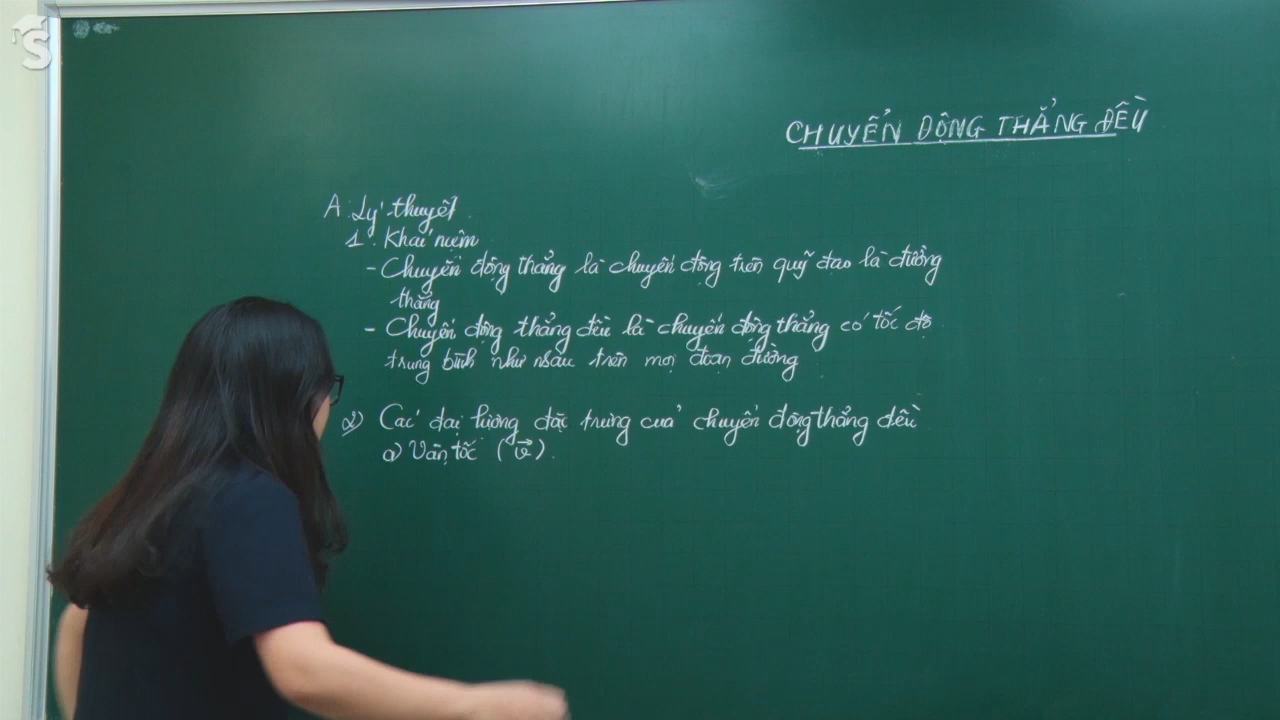 CHUYỂN ĐỘNG THẲNG ĐỀU
A. Lý thuyết
1. Khái niệm
- Chuyển động thẳng là chuyển động trên quỹ đạo là đường
thẳng
- Chuyển động thẳng đều là chuyển động thẳng có tốc độ
trung bình như nhau trên mọi đoạn đường
2) Các đại lượng đặc trưng của chuyển động thẳng đều
a) Vận tốc (v⃗).